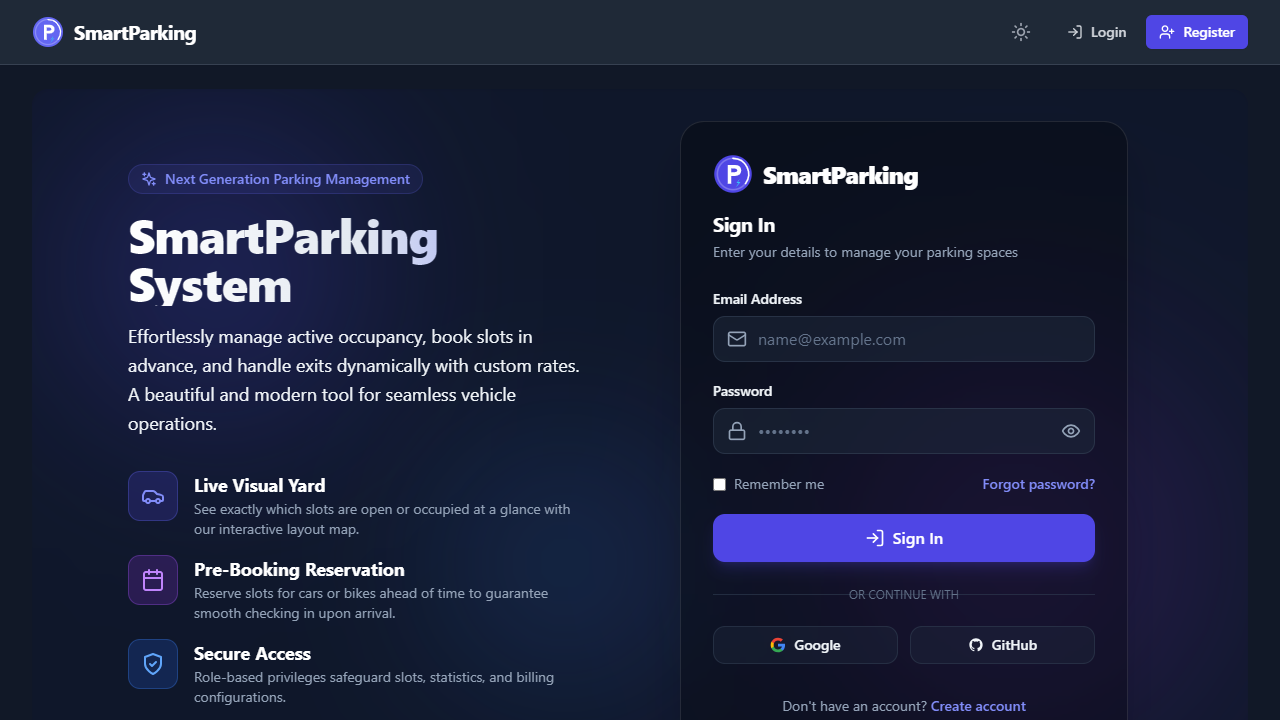 SmartParking
Login
Register
Next Generation Parking Management
SmartParking
System
Effortlessly manage active occupancy, book slots in
advance, and handle exits dynamically with custom rates.
A beautiful and modern tool for seamless vehicle
operations.
Live Visual Yard
See exactly which slots are open or occupied at a glance with
our interactive layout map.
Pre-Booking Reservation
Reserve slots for cars or bikes ahead of time to guarantee
smooth checking in upon arrival.
Secure Access
Role-based privileges safeguard slots, statistics, and billing
configurations.
SmartParking
Sign In
Enter your details to manage your parking spaces
Email Address
name@example.com
Password
••••••••
Remember me
Forgot password?
Sign In
OR CONTINUE WITH
Google
GitHub
Don't have an account? Create account